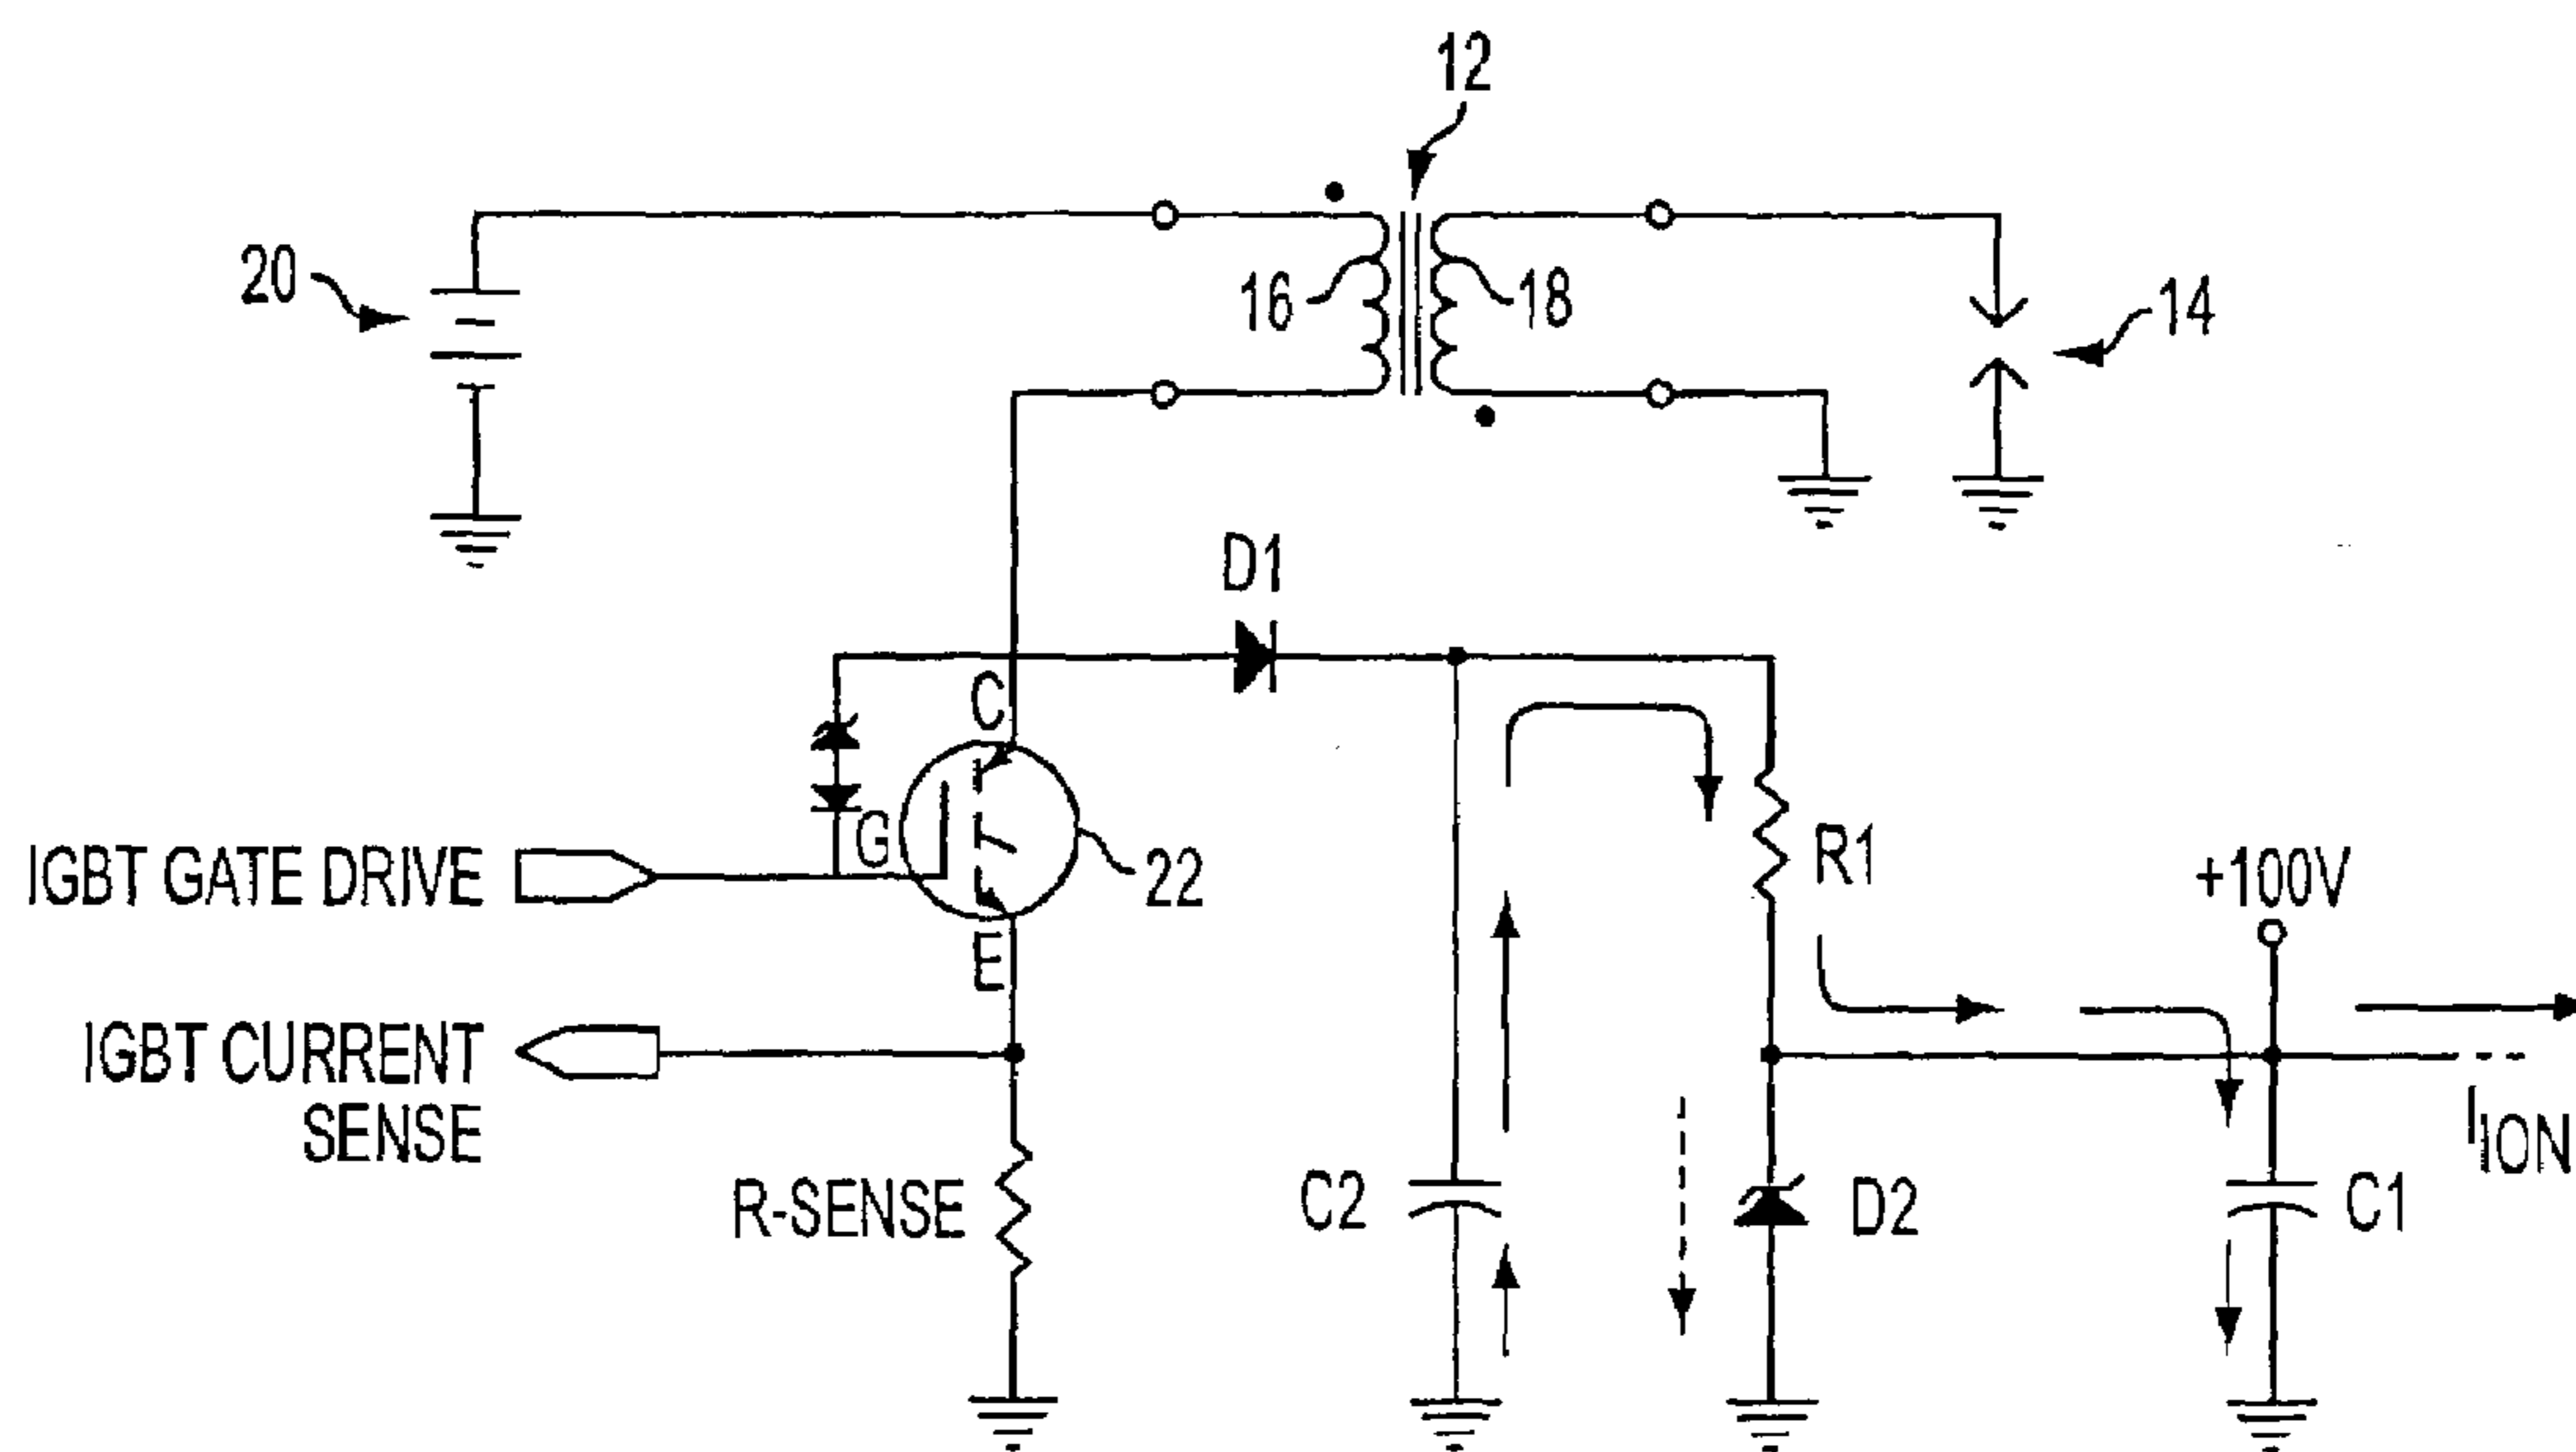 12
20
16
18
14
D1
C
G
22
E
IGBT GATE DRIVE
R1
+100V
IGBT CURRENT
SENSE
R-SENSE
C2
D2
C1
IION